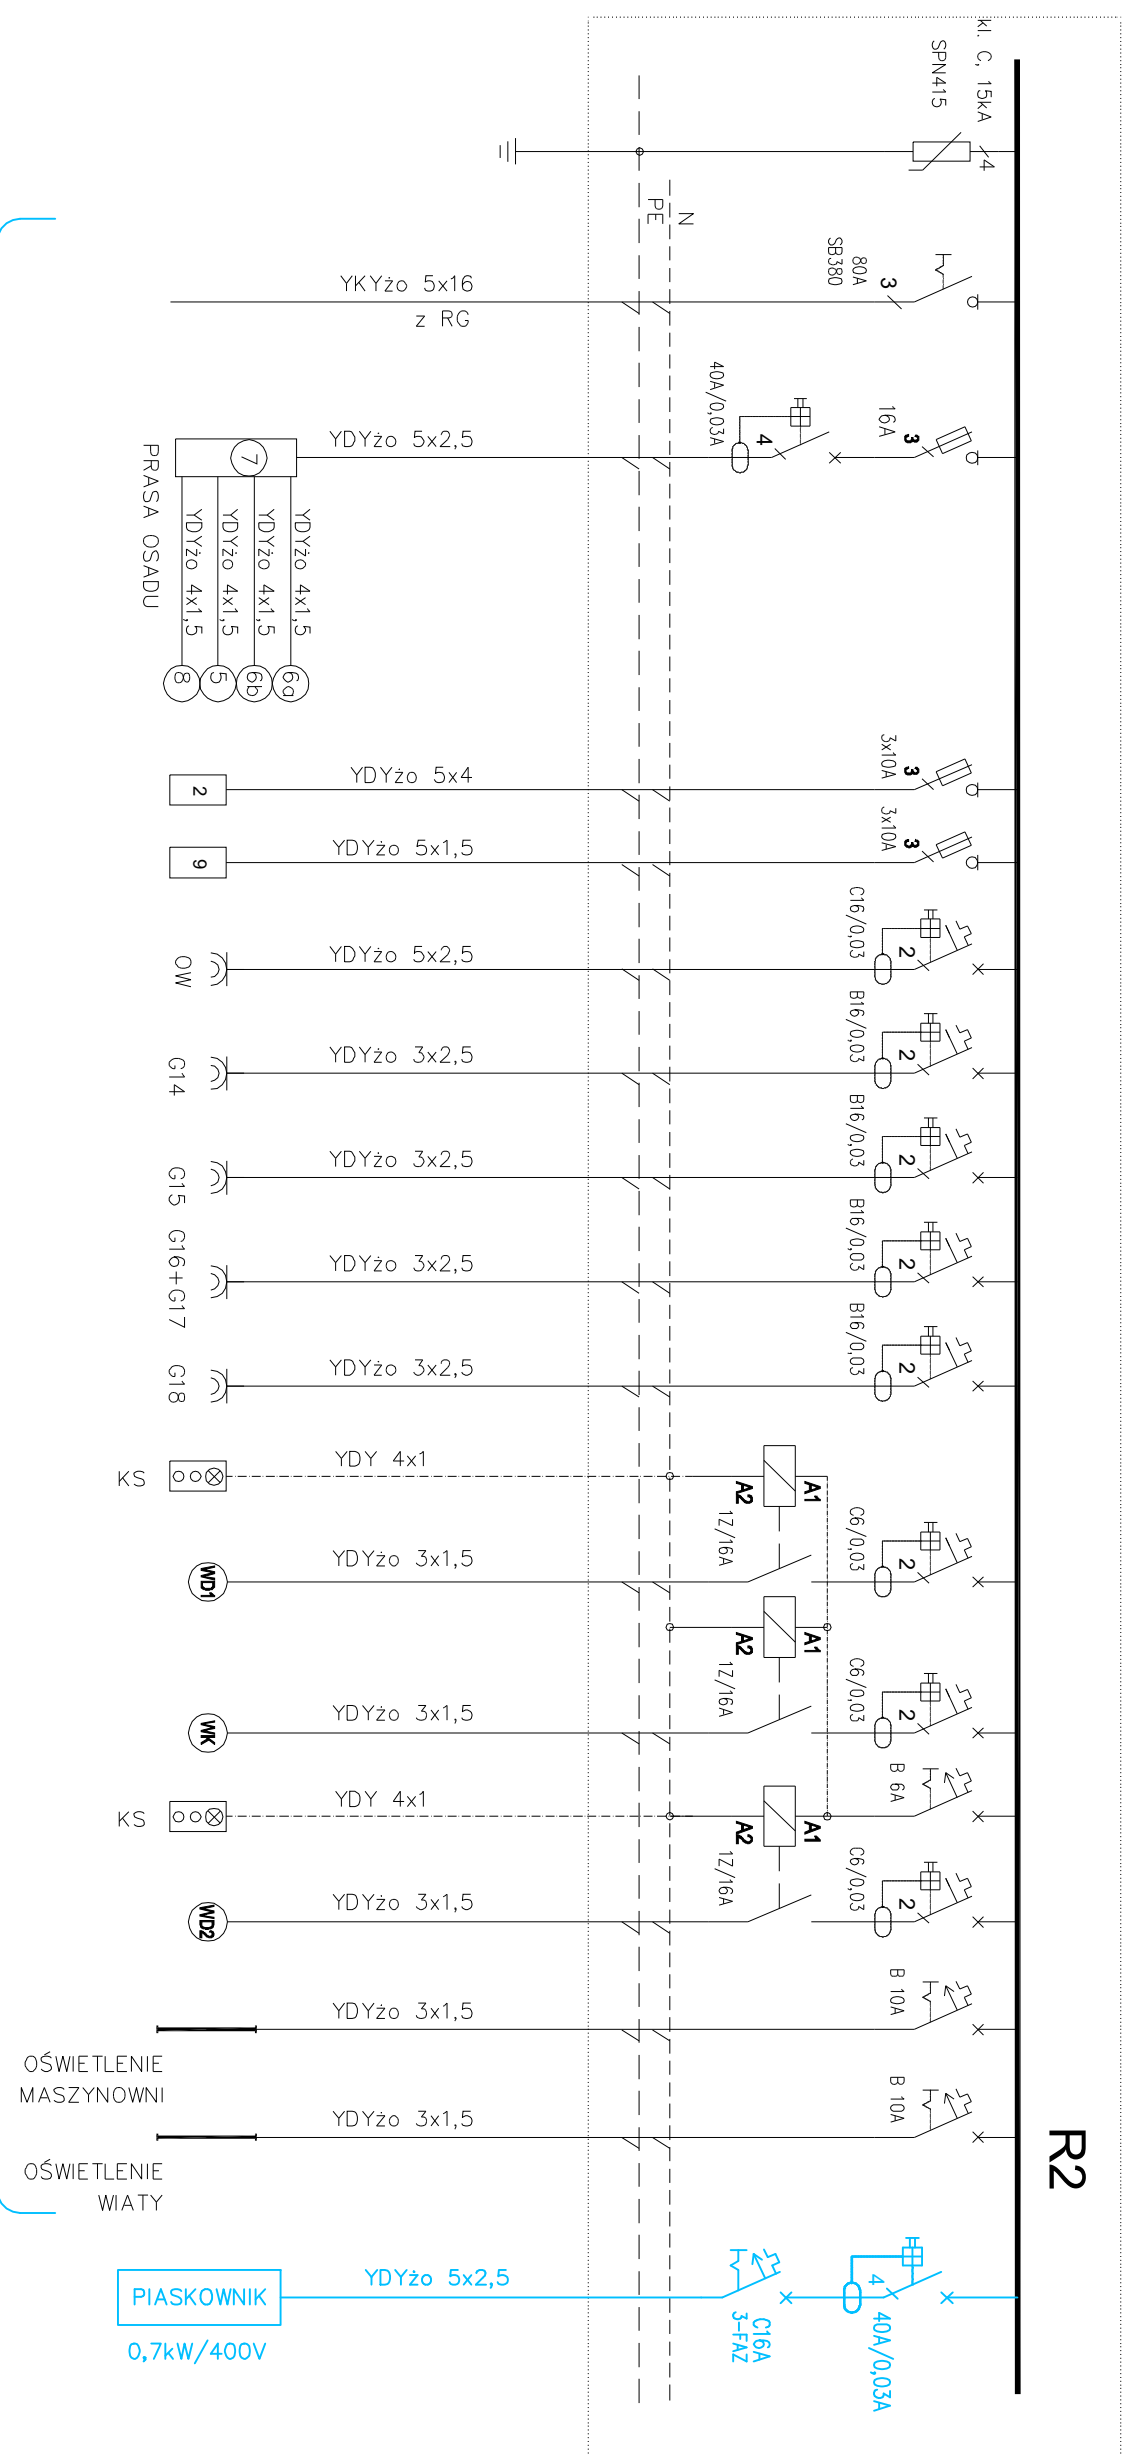 R2
kl. C, 15kA
SPN415
4
N
PE
YKYżo 5x16
z RG
80A
SB380
3
16A
3
40A/0,03A
4
YDYżo 5x2,5
7
PRASA OSADU
YDYżo 4x1,5
YDYżo 4x1,5
YDYżo 4x1,5
YDYżo 4x1,5
8
5
6b
6a
3x10A
3
YDYżo 5x4
2
3x10A
3
YDYżo 5x1,5
9
C16/0,03
2
YDYżo 5x2,5
OW
B16/0,03
2
YDYżo 3x2,5
G14
B16/0,03
2
YDYżo 3x2,5
G15
B16/0,03
2
YDYżo 3x2,5
G16+G17
B16/0,03
2
YDYżo 3x2,5
G18
YDY 4x1
KS
A2
A1
1Z/16A
C6/0,03
2
YDYżo 3x1,5
WD1
A2
A1
1Z/16A
C6/0,03
2
YDYżo 3x1,5
WK
B 6A
YDY 4x1
KS
A2
A1
1Z/16A
C6/0,03
2
YDYżo 3x1,5
WD2
B 10A
YDYżo 3x1,5
OŚWIETLENIE
MASZYNOWNI
B 10A
YDYżo 3x1,5
OŚWIETLENIE
WIATY
PIASKOWNIK
0,7kW/400V
YDYżo 5x2,5
C16A
3-FAZ
4
40A/0,03A